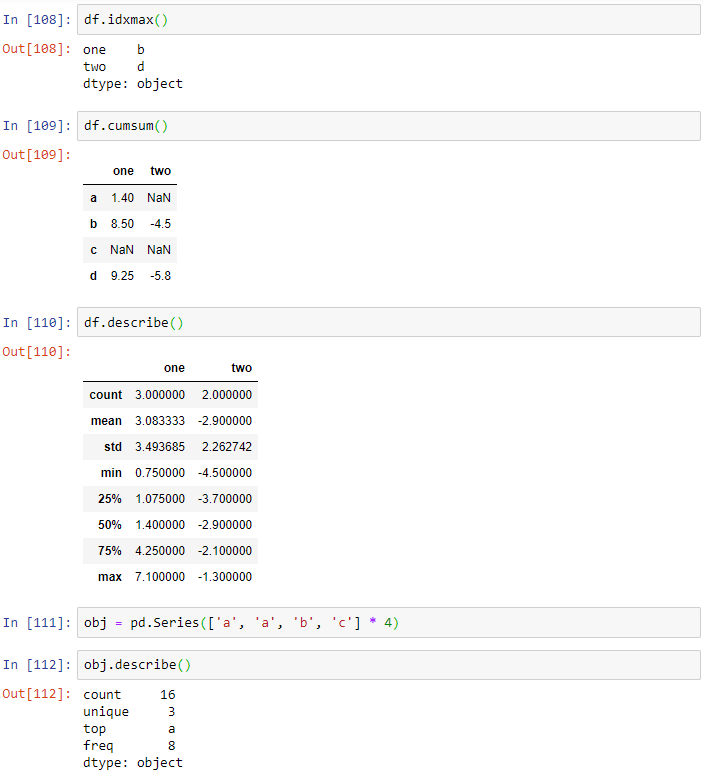 In [108]: df.idxmax()
Out[108]: one    b
two    d
dtype: object
In [109]: df.cumsum()
Out[109]:
one two
a 1.40 NaN
b 8.50 -4.5
c NaN NaN
d 9.25 -5.8
In [110]: df.describe()
Out[110]:
one two
count 3.000000 2.000000
mean 3.083333 -2.900000
std 3.493685 2.262742
min 0.750000 -4.500000
25% 1.075000 -3.700000
50% 1.400000 -2.900000
75% 4.250000 -2.100000
max 7.100000 -1.300000
In [111]: obj = pd.Series(['a', 'a', 'b', 'c'] * 4)
In [112]: obj.describe()
Out[112]: count     16
unique     3
top        a
freq       8
dtype: object